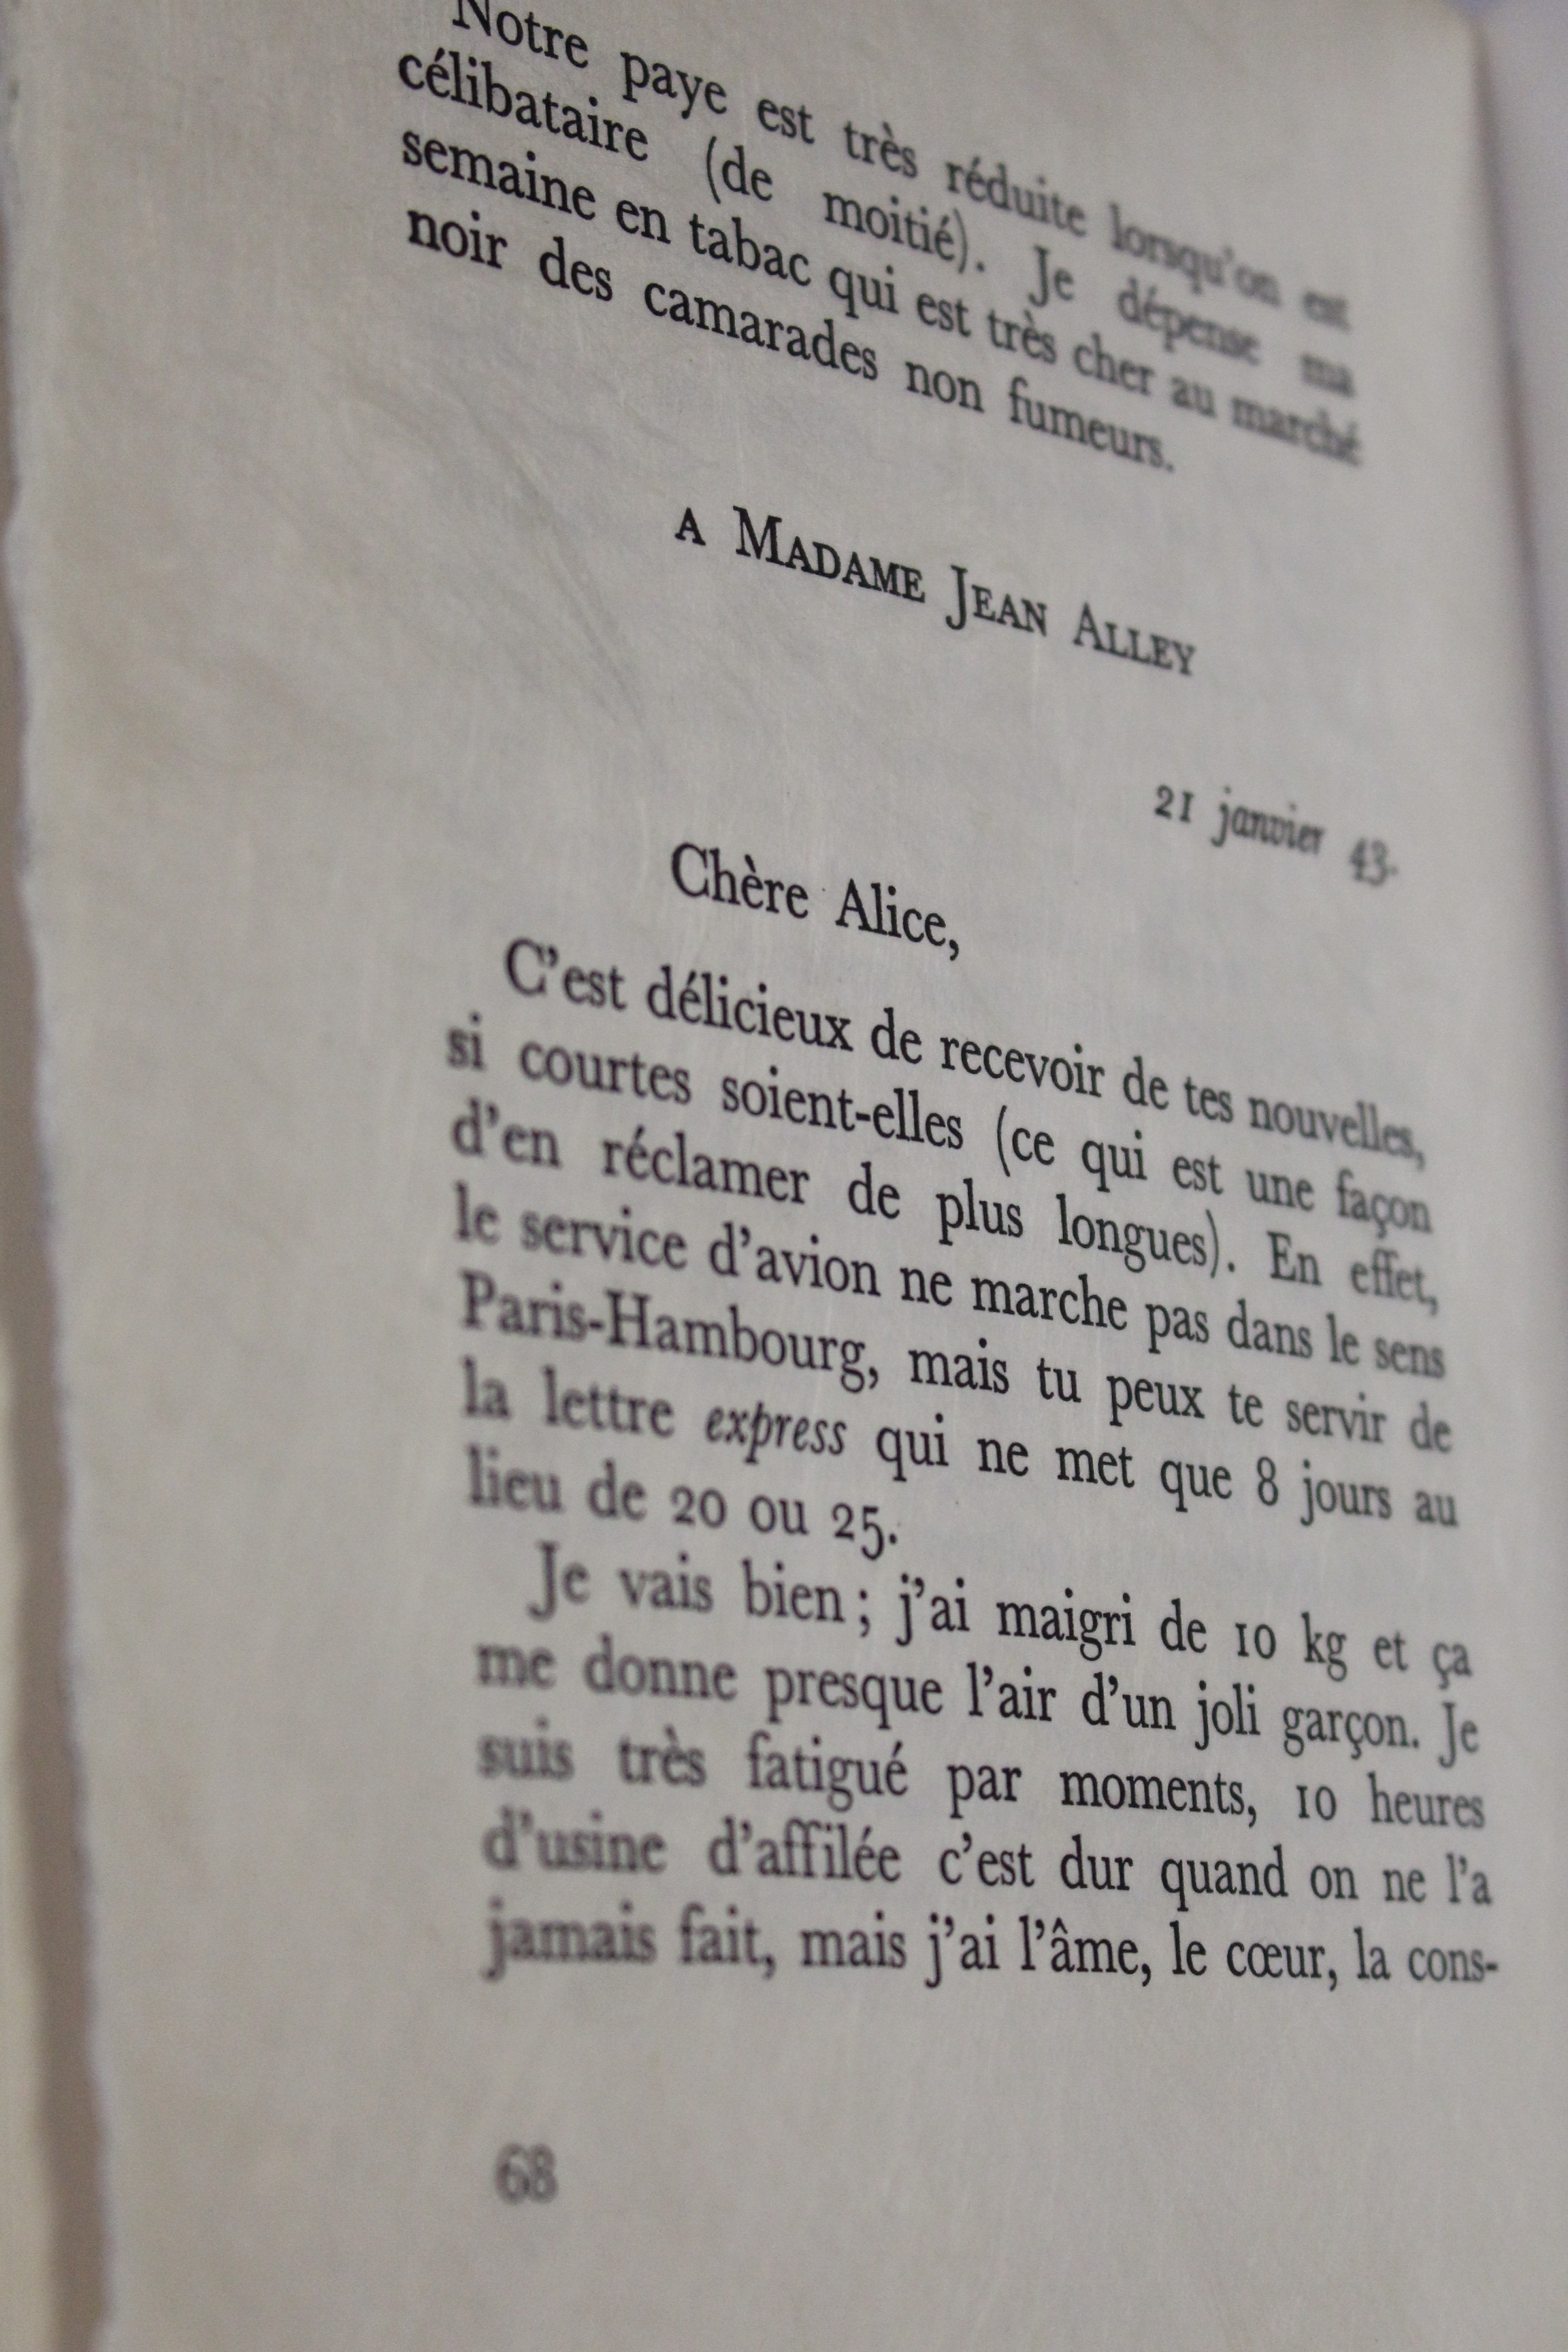 Notre paye est très réduite lorsqu'on est
célibataire (de moitié). Je dépense ma
semaine en tabac qui est très cher au marché
noir des camarades non fumeurs.
A MADAME JEAN ALLEY
21 janvier 43.
Chère Alice,
C'est délicieux de recevoir de tes nouvelles,
si courtes soient-elles (ce qui est une façon
d'en réclamer de plus longues). En effet,
le service d'avion ne marche pas dans le sens
Paris-Hambourg, mais tu peux te servir de
la lettre express qui ne met que 8 jours au
lieu de 20 ou 25.
Je vais bien ; j'ai maigri de 10 kg et ça
me donne presque l'air d'un joli garçon. Je
suis très fatigué par moments, 10 heures
d'usine d'affilée c'est dur quand on ne l'a
jamais fait, mais j'ai l'âme, le cœur, la cons-
68